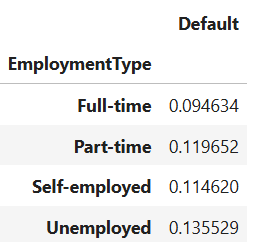 Default
EmploymentType
Full-time 0.094634
Part-time 0.119652
Self-employed 0.114620
Unemployed 0.135529